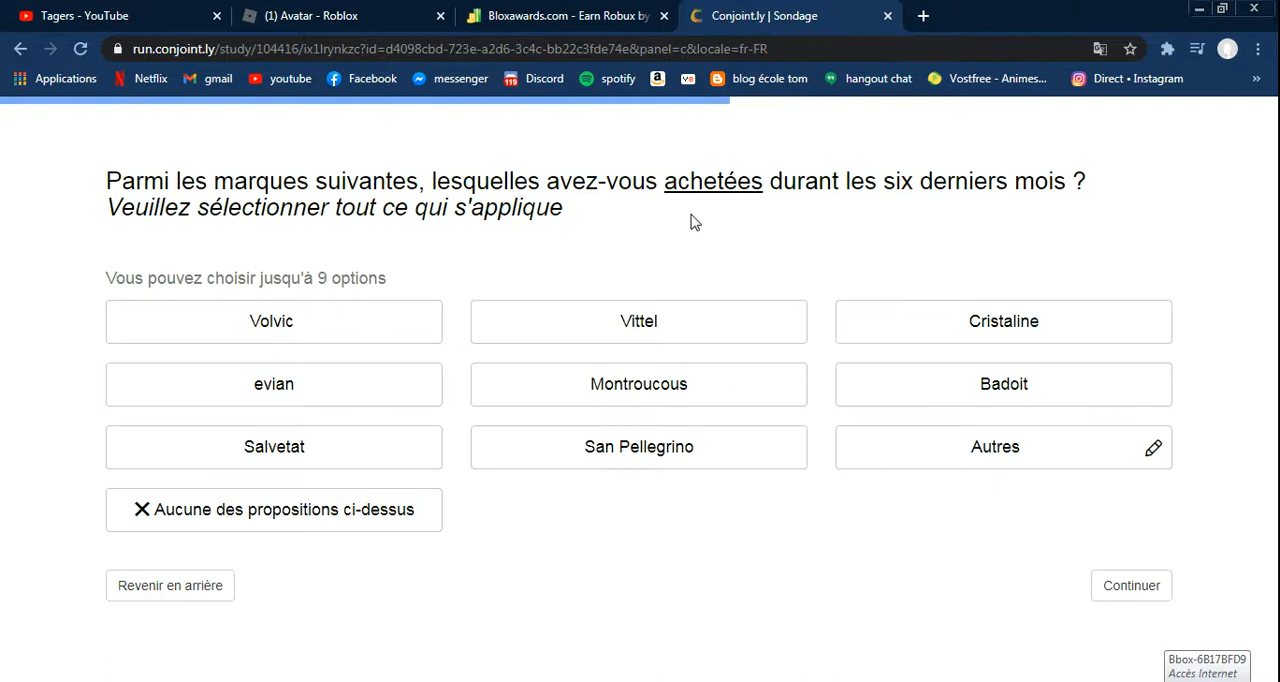 Tagers - YouTube
(1) Avatar - Roblox
Bloxawards.com - Earn Robux by
Conjoint.ly | Sondage
run.conjoint.ly/study/104416/ix1lrynkzc?id=d4098cbd-723e-a2d6-3c4c-bb22c3fde74e&panel=c&locale=fr-FR
Applications Netflix gmail youtube Facebook messenger 119 Discord spotify blog école tom hangout chat Vostfree - Animes... Direct • Instagram »
Parmi les marques suivantes, lesquelles avez-vous achetées durant les six derniers mois ?
Veuillez sélectionner tout ce qui s'applique
Vous pouvez choisir jusqu'à 9 options
Volvic Vittel Cristaline
evian Montroucous Badoit
Salvetat San Pellegrino Autres
Aucune des propositions ci-dessus
Revenir en arrière Continuer
Bbox-6B17BFD9
Accès Internet